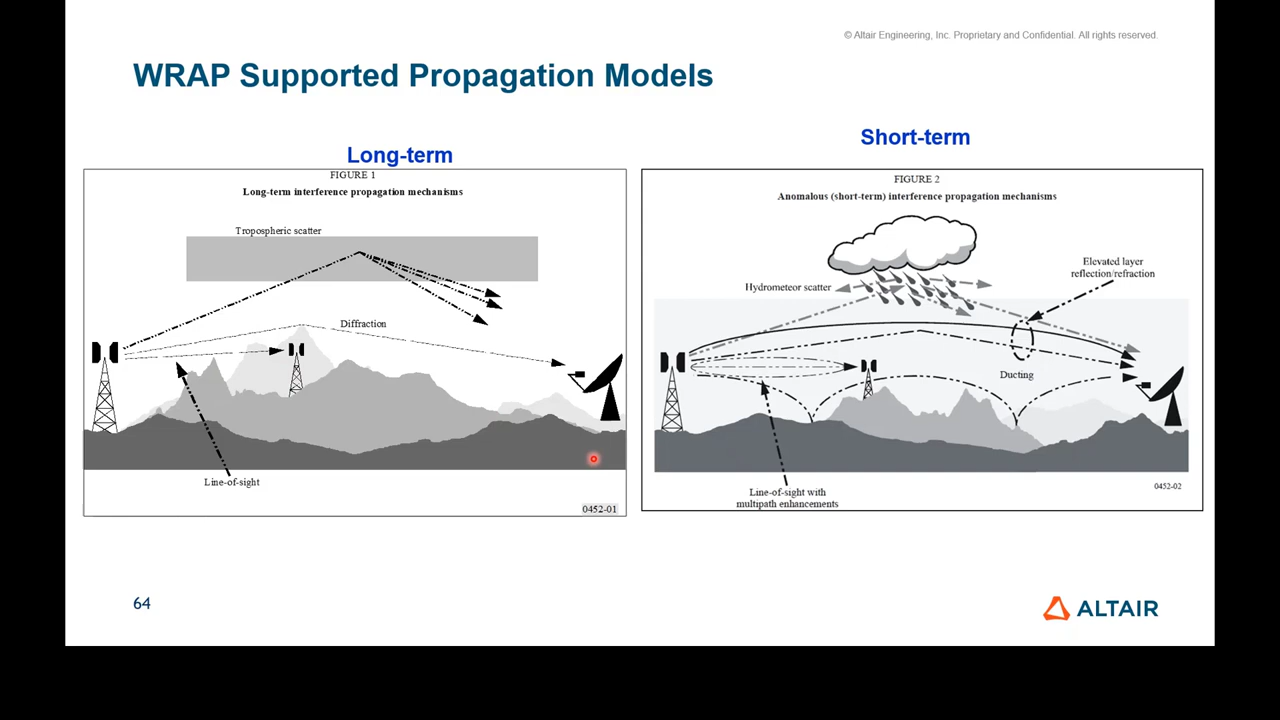 © Altair Engineering, Inc. Proprietary and Confidential. All rights reserved.
WRAP Supported Propagation Models
Long-term
FIGURE 1
Long-term interference propagation mechanisms
Tropospheric scatter
Diffraction
Line-of-sight
0452-01
Short-term
FIGURE 2
Anomalous (short-term) interference propagation mechanisms
Elevated layer
reflection/refraction
Hydrometeor scatter
Ducting
Line-of-sight with
multipath enhancements
0452-02
64
ALTAIR